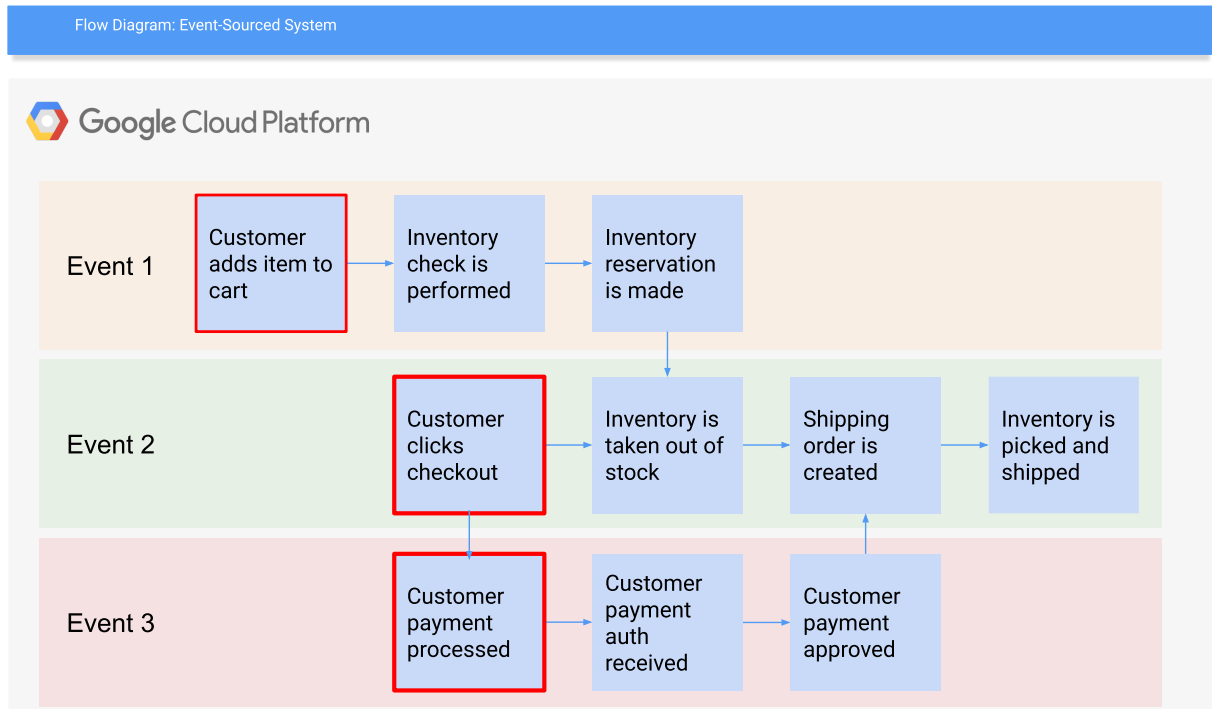 Flow Diagram: Event-Sourced System
Google Cloud Platform
Event 1
Customer
adds item to
cart
Inventory
check is
performed
Inventory
reservation
is made
Event 2
Customer
clicks
checkout
Inventory is
taken out of
stock
Shipping
order is
created
Inventory is
picked and
shipped
Event 3
Customer
payment
processed
Customer
payment
auth
received
Customer
payment
approved